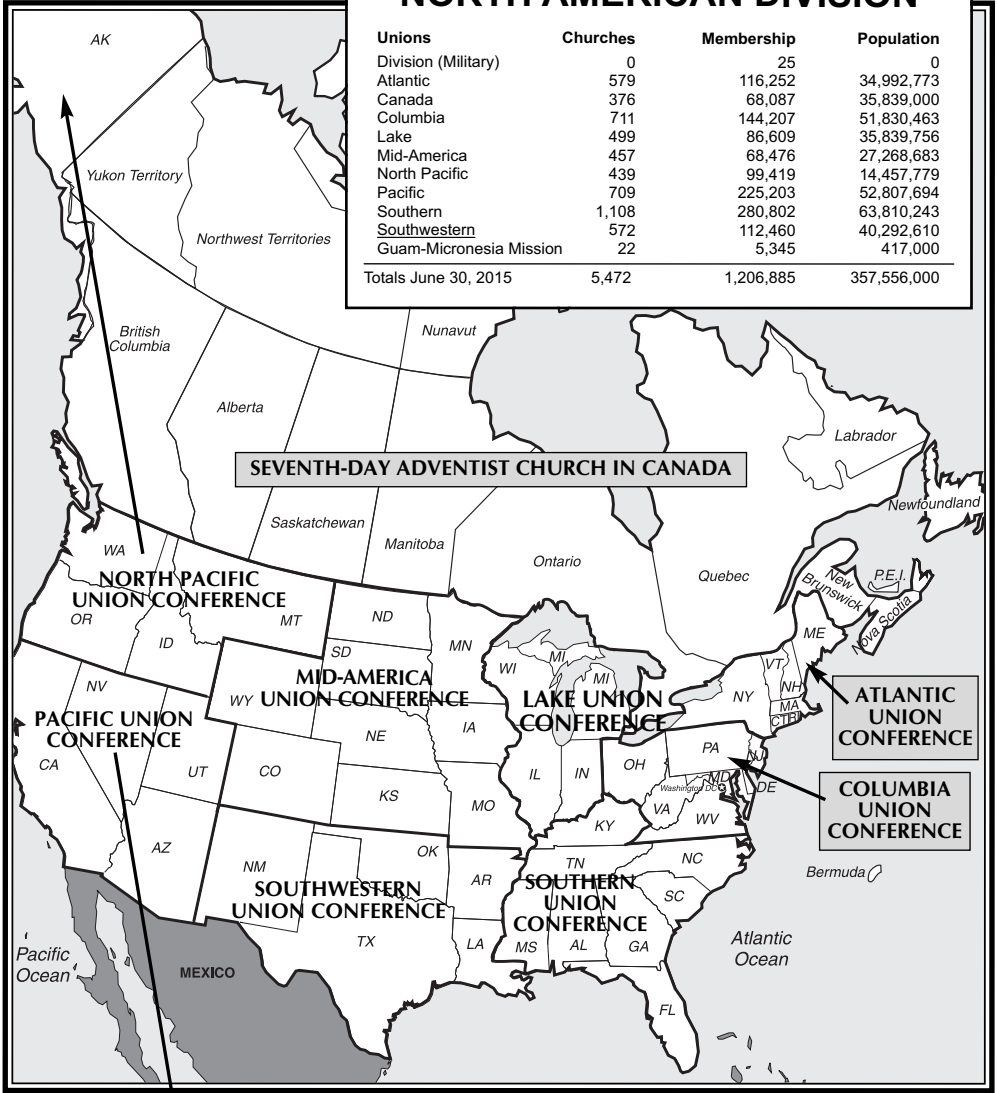 NORTH AMERICAN DIVISION
Unions Churches Membership Population
Division (Military) 0 25 0
Atlantic 579 116,252 34,992,773
Canada 376 68,087 35,839,000
Columbia 711 144,207 51,830,463
Lake 499 86,609 35,839,756
Mid-America 457 68,476 27,268,683
North Pacific 439 99,419 14,457,779
Pacific 709 225,203 52,807,694
Southern 1,108 280,802 63,810,243
Southwestern 572 112,460 40,292,610
Guam-Micronesia Mission 22 5,345 417,000
Totals June 30, 2015 5,472 1,206,885 357,556,000
AK
Yukon Territory
Northwest Territories
Nunavut
British
Columbia
Alberta
Labrador
SEVENTH-DAY ADVENTIST CHURCH IN CANADA
Newfoundland
Saskatchewan
Manitoba
Ontario
Quebec
New
Brunswick
P.E.I.
Nova Scotia
WA
NORTH PACIFIC
UNION CONFERENCE
OR
ID
MT
ND
SD
MN
WI
MI
MI
ME
VT
NH
NY
MA
CT
RI
ATLANTIC
UNION
CONFERENCE
MID-AMERICA
UNION CONFERENCE
WY
NE
IA
LAKE UNION
CONFERENCE
NV
PACIFIC UNION
CONFERENCE
CA
UT
CO
KS
MO
IL
IN
OH
PA
NJ
MD
Washington DC
DE
VA
WV
COLUMBIA
UNION
CONFERENCE
KY
AZ
NM
OK
AR
TN
NC
SC
Bermuda
SOUTHWESTERN
UNION CONFERENCE
SOUTHERN
UNION
CONFERENCE
TX
LA
MS
AL
GA
FL
Pacific
Ocean
MEXICO
Atlantic
Ocean